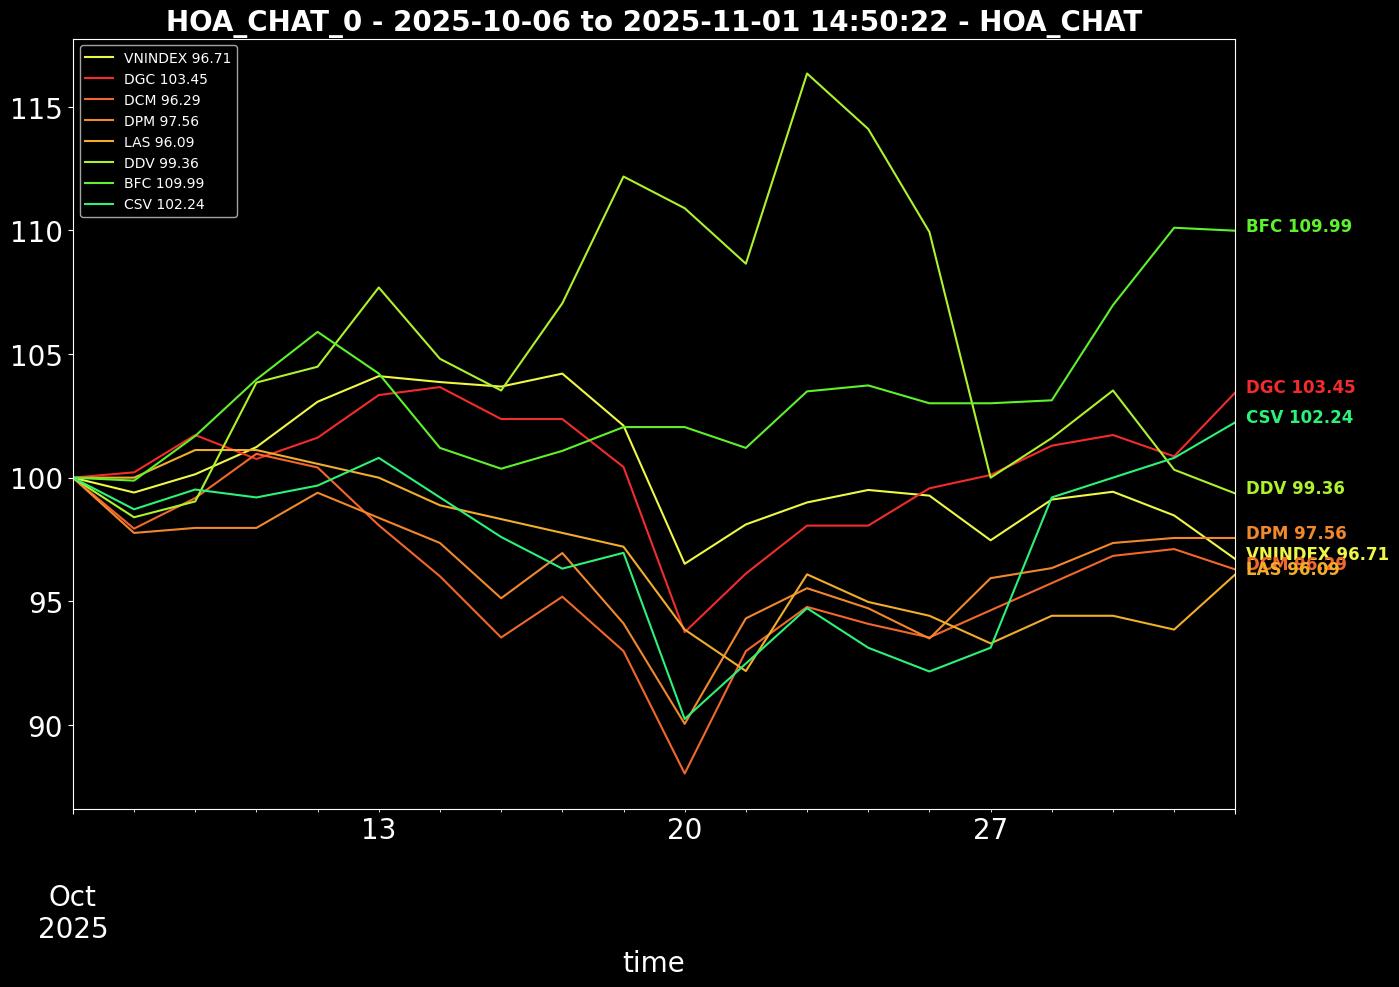 HOA_CHAT_0 - 2025-10-06 to 2025-11-01 14:50:22 - HOA_CHAT
VNINDEX 96.71
DGC 103.45
DCM 96.29
DPM 97.56
LAS 96.09
DDV 99.36
BFC 109.99
CSV 102.24
115
110
105
100
95
90
BFC 109.99
DGC 103.45
CSV 102.24
DDV 99.36
DPM 97.56
VNINDEX 96.71
DCM 96.29
LAS 96.09
13
20
27
Oct
2025
time